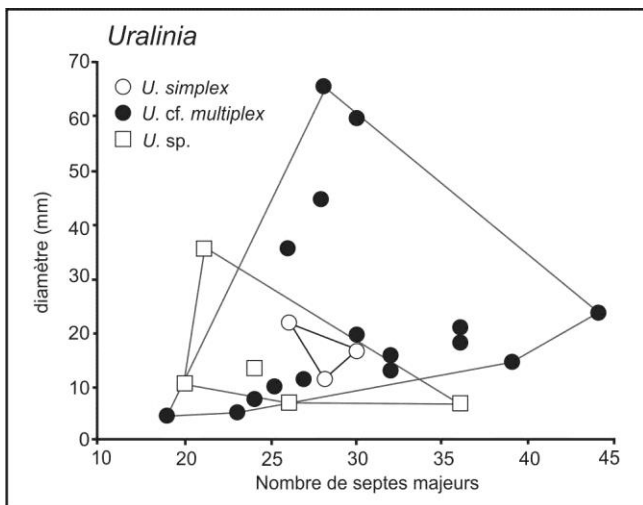 Uralinia
70
60
50
40
30
20
10
0
diamètre (mm)
U. simplex
U. cf. multiplex
U. sp.
10 20 25 30 35 40 45
Nombre de septes majeurs